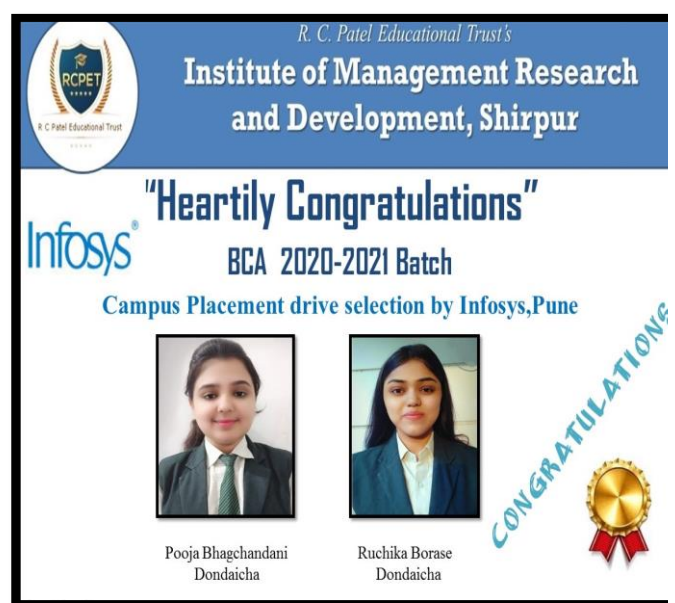 RCPET
R C Patel Educational Trust
R. C. Patel Educational Trust's
Institute of Management Research
and Development, Shirpur
"Heartily Congratulations"
Infosys®
BCA 2020-2021 Batch
Campus Placement drive selection by Infosys,Pune
CONGRATULATIONS
Pooja Bhagchandani
Dondaicha
Ruchika Borase
Dondaicha